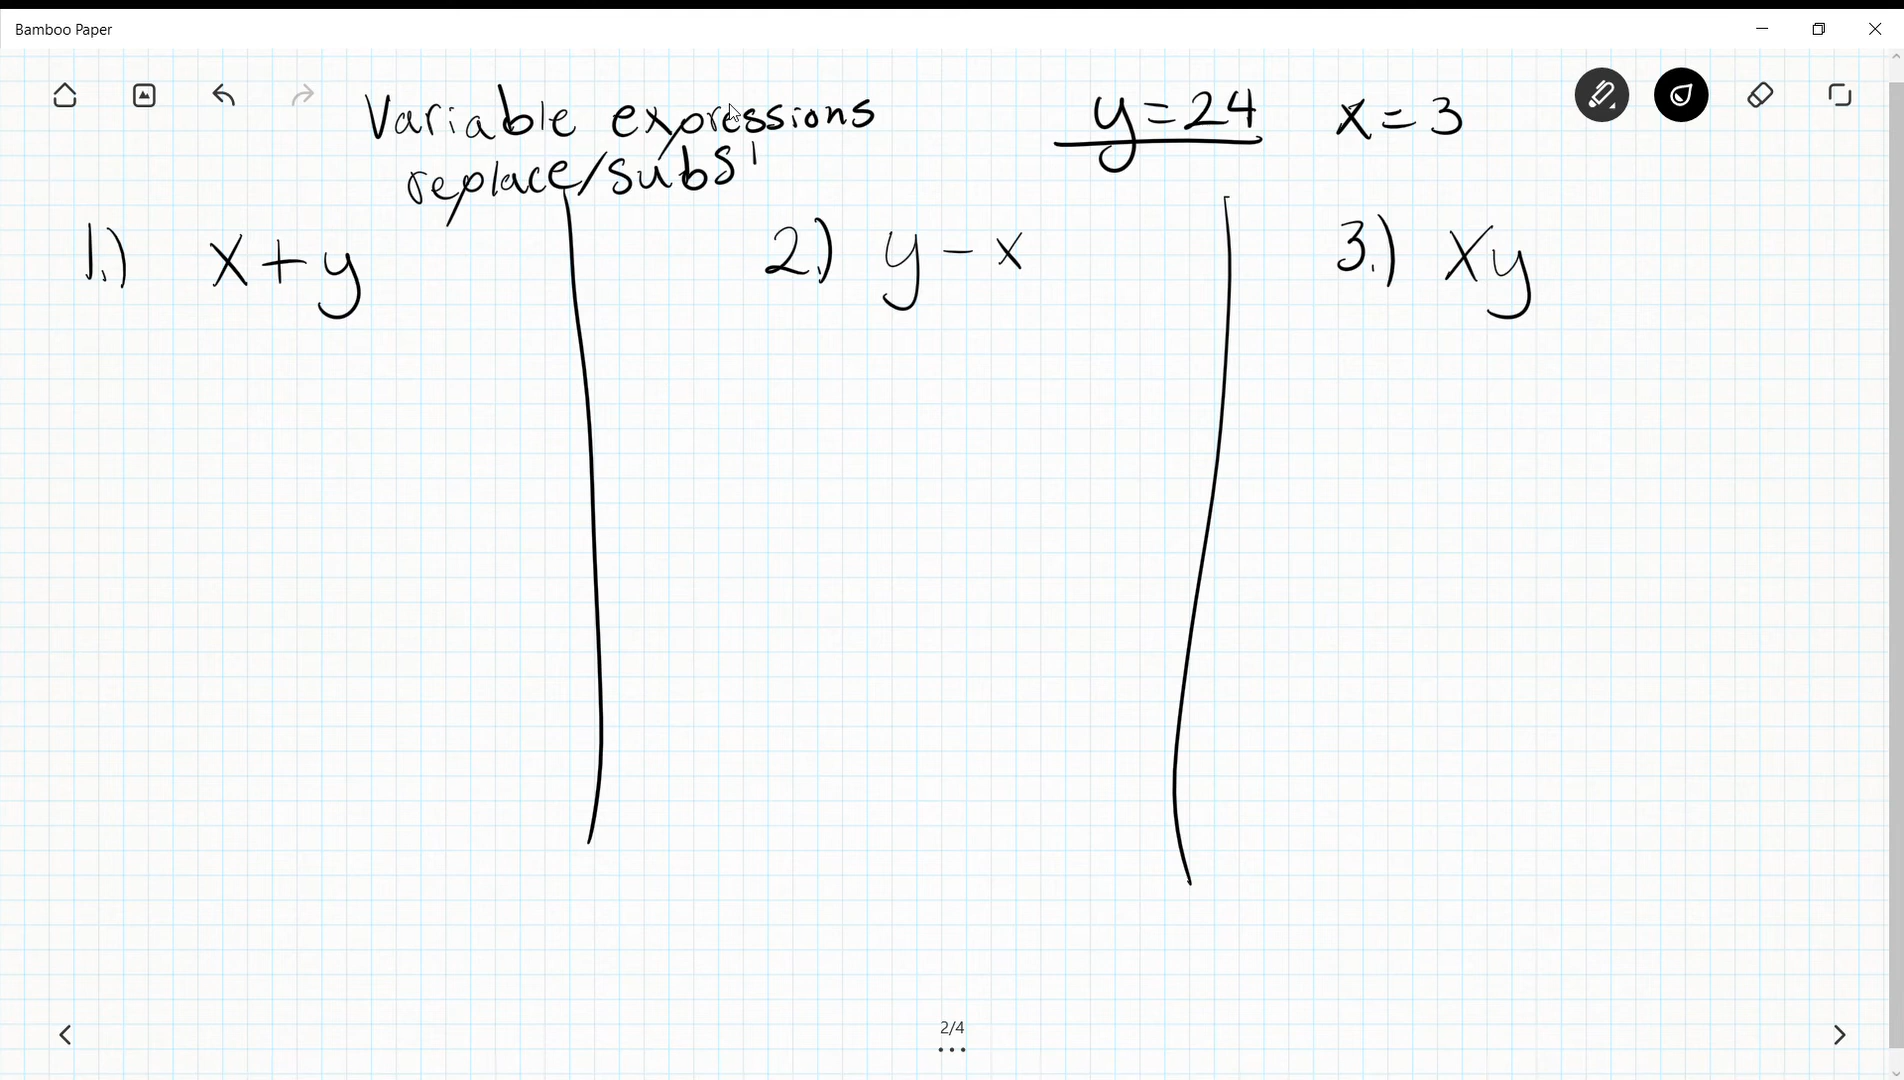 Bamboo Paper
Variable expressions
replace/subs
y = 24 x = 3
1.) x + y
2.) y - x
3.) xy
2/4